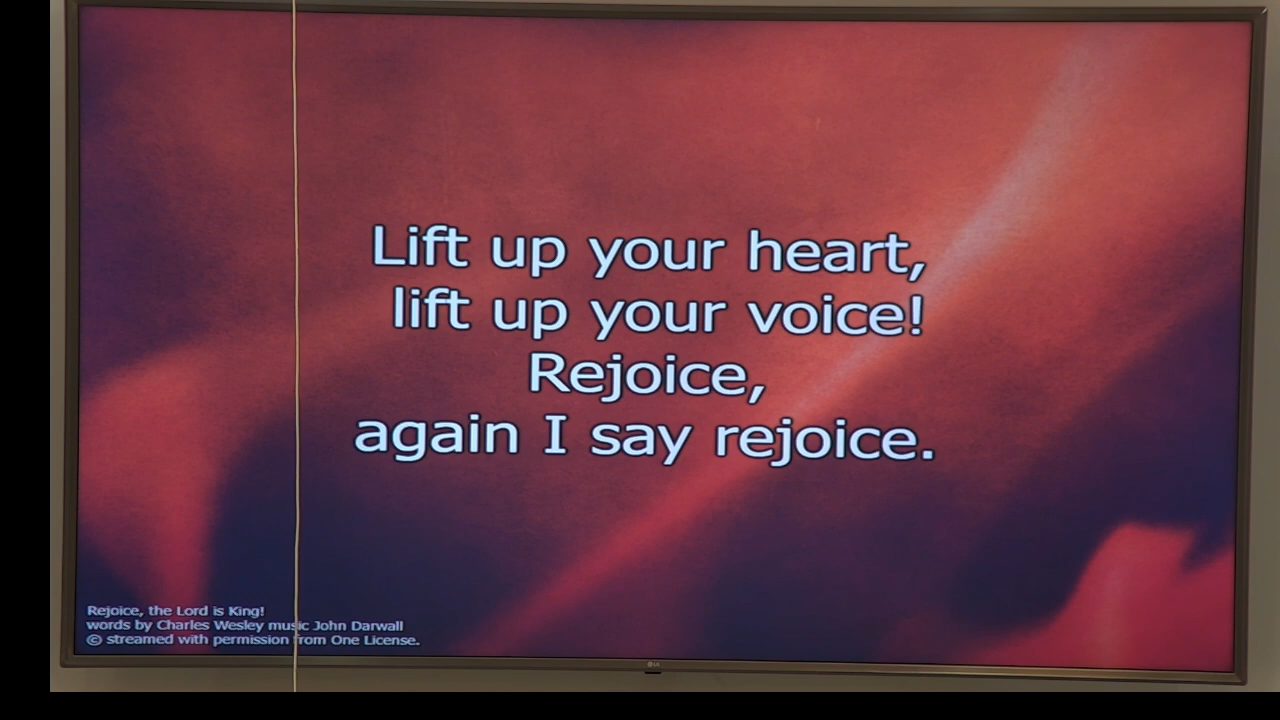 Lift up your heart,
lift up your voice!
Rejoice,
again I say rejoice.
Rejoice, the Lord is King!
words by Charles Wesley music John Darwall
© streamed with permission from One License.
LG